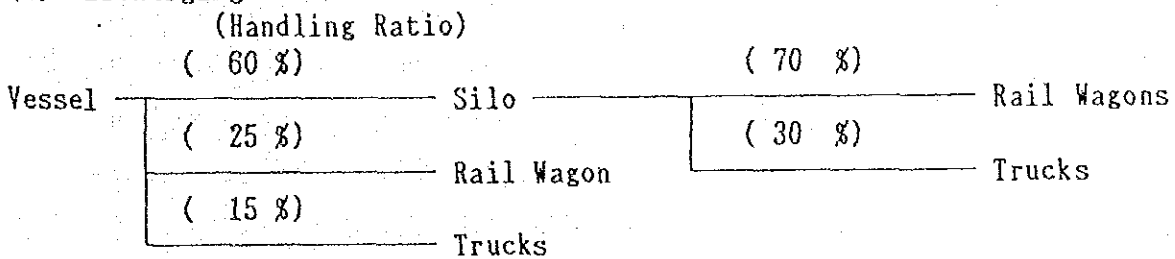 (Handling Ratio)
( 60 %) ( 70 %)
Vessel Silo Rail Wagons
( 25 %) ( 30 %)
Rail Wagon Trucks
( 15 %)
Trucks